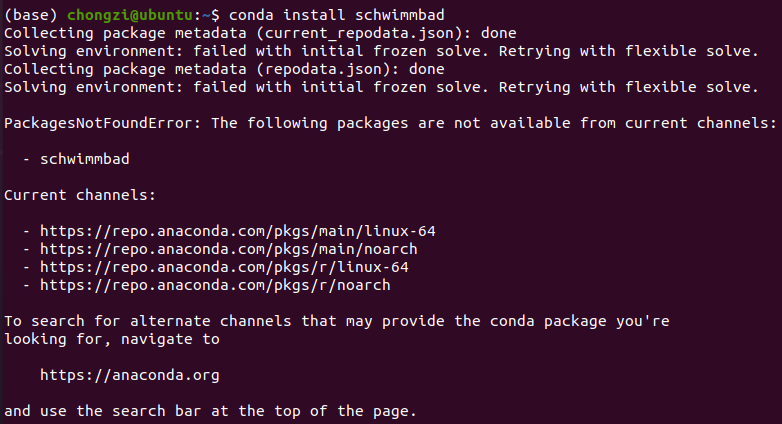 (base) chongzi@ubuntu:~$ conda install schwimmbad
Collecting package metadata (current_repodata.json): done
Solving environment: failed with initial frozen solve. Retrying with flexible solve.
Collecting package metadata (repodata.json): done
Solving environment: failed with initial frozen solve. Retrying with flexible solve.
PackagesNotFoundError: The following packages are not available from current channels:
- schwimmbad
Current channels:
- https://repo.anaconda.com/pkgs/main/linux-64
- https://repo.anaconda.com/pkgs/main/noarch
- https://repo.anaconda.com/pkgs/r/linux-64
- https://repo.anaconda.com/pkgs/r/noarch
To search for alternate channels that may provide the conda package you're
looking for, navigate to
https://anaconda.org
and use the search bar at the top of the page.